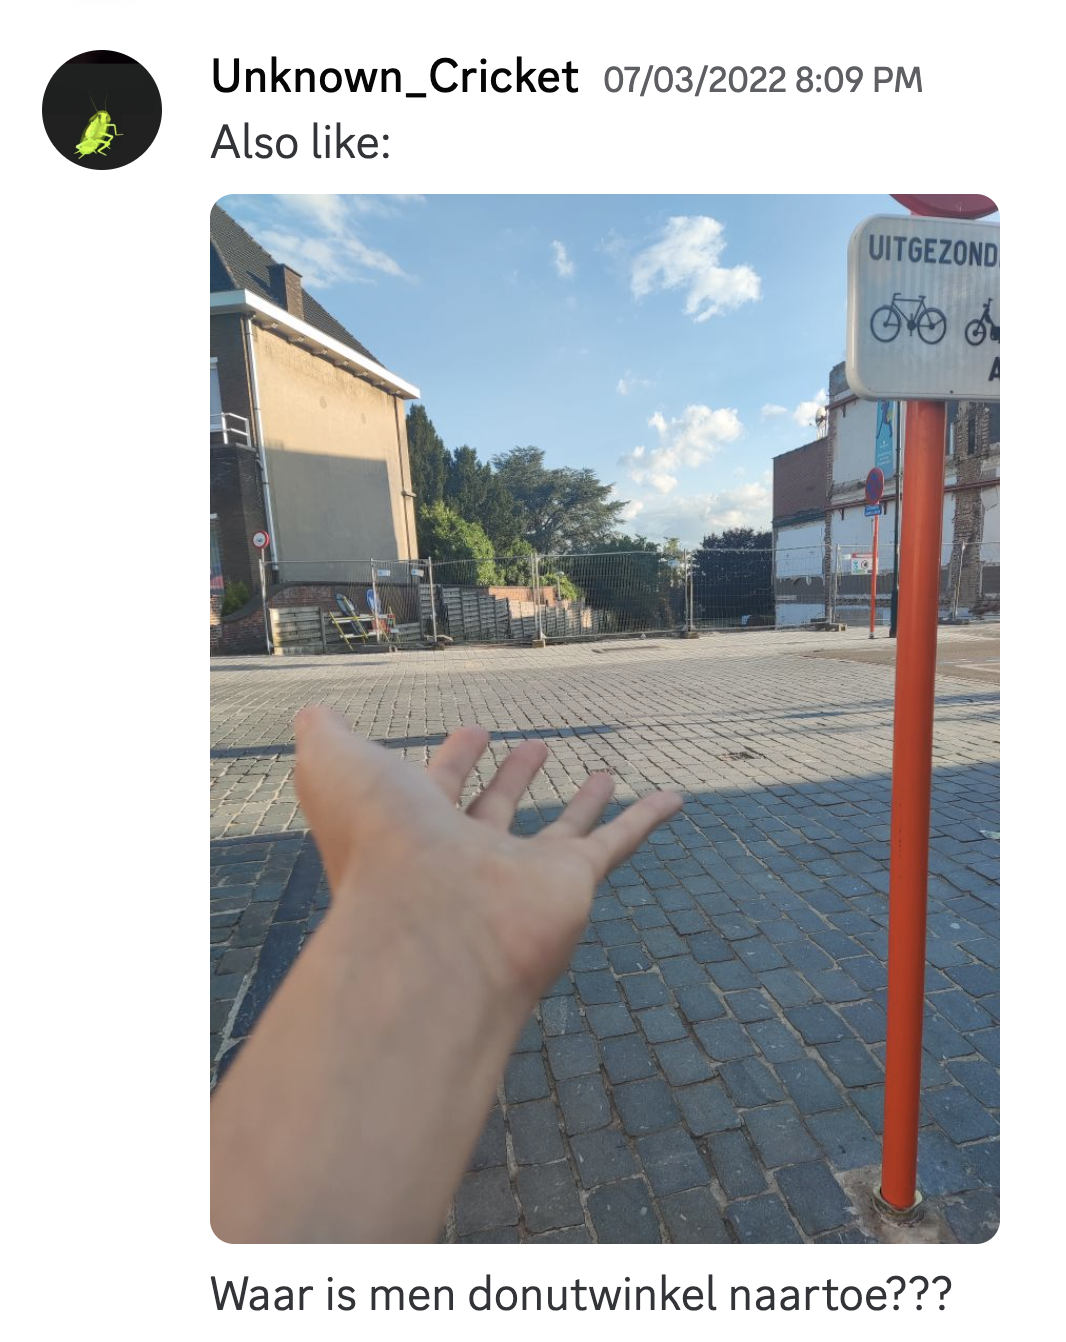 Unknown_Cricket 07/03/2022 8:09 PM
Also like:
UITGEZOND
A
Waar is men donutwinkel naartoe???